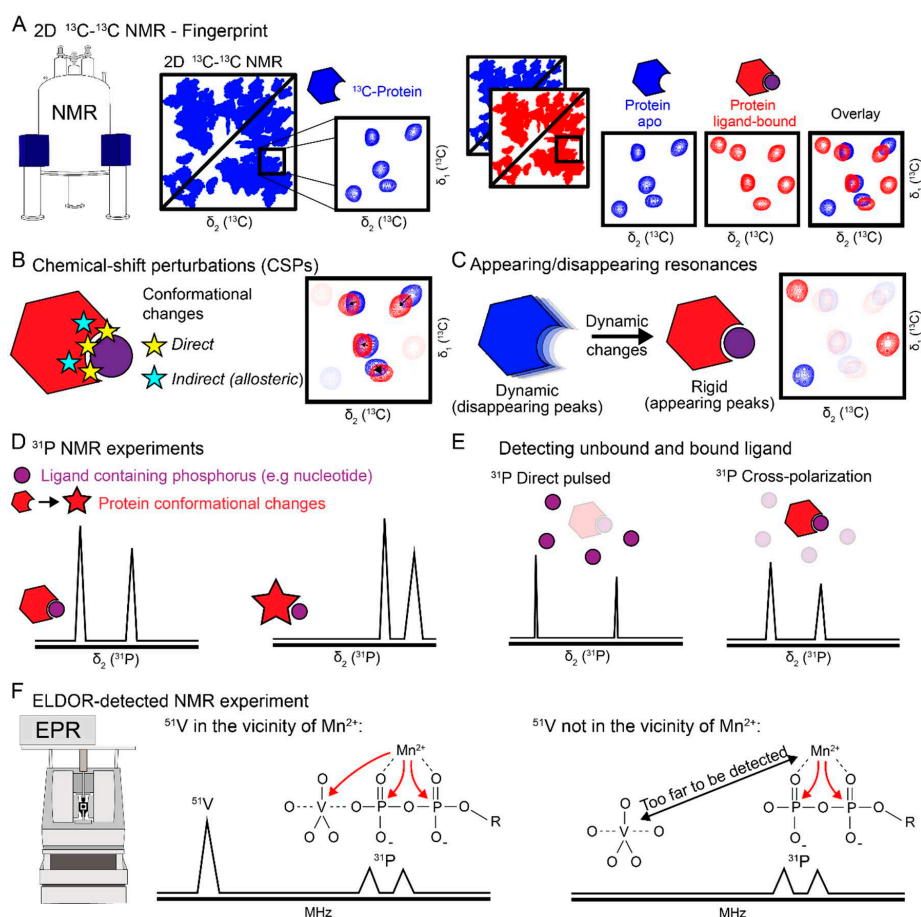 A 2D ¹³C-¹³C NMR - Fingerprint
NMR
2D ¹³C-¹³C NMR
¹³C-Protein
δ₂ (¹³C)
δ₂ (¹³C)
δ₁ (¹³C)
Protein
apo
Protein
ligand-bound
Overlay
δ₂ (¹³C)
δ₂ (¹³C)
δ₂ (¹³C)
δ₁ (¹³C)
B Chemical-shift perturbations (CSPs)
Conformational
changes
Direct
Indirect (allosteric)
δ₂ (¹³C)
δ₁ (¹³C)
C Appearing/disappearing resonances
Dynamic
changes
Dynamic
(disappearing peaks)
Rigid
(appearing peaks)
δ₂ (¹³C)
δ₁ (¹³C)
D ³¹P NMR experiments
Ligand containing phosphorus (e.g nucleotide)
Protein conformational changes
δ₂ (³¹P)
δ₂ (³¹P)
E Detecting unbound and bound ligand
³¹P Direct pulsed
³¹P Cross-polarization
δ₂ (³¹P)
δ₂ (³¹P)
F ELDOR-detected NMR experiment
EPR
⁵¹V in the vicinity of Mn²⁺:
⁵¹V
Mn²⁺
O O O
O V O P O P O
O O O⁻ O⁻ R
³¹P
MHz
⁵¹V not in the vicinity of Mn²⁺:
Too far to be detected
Mn²⁺
O O O
O V O O P O P O
O O O⁻ O⁻ R
³¹P
MHz